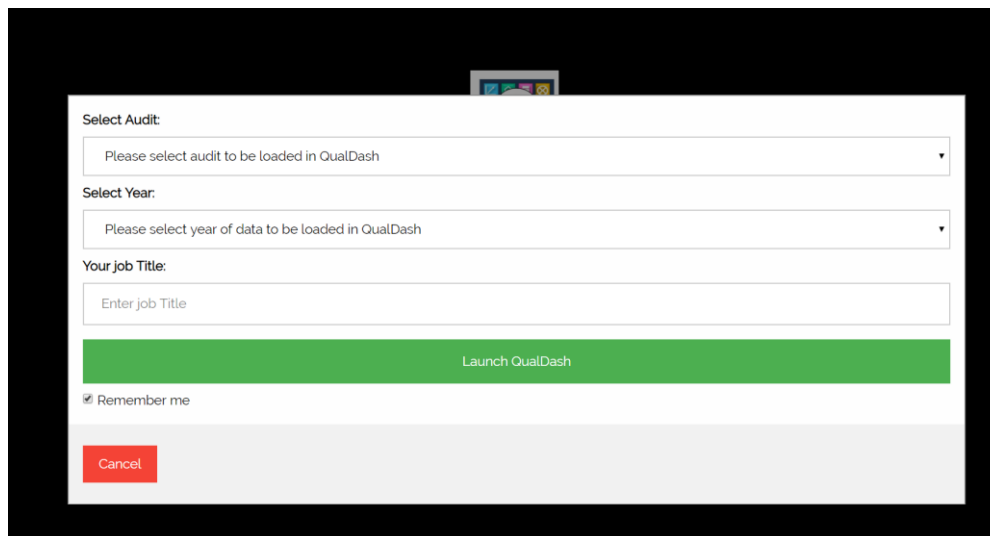 Select Audit:
Please select audit to be loaded in QualDash
Select Year:
Please select year of data to be loaded in QualDash
Your job Title:
Enter job Title
Launch QualDash
Remember me
Cancel